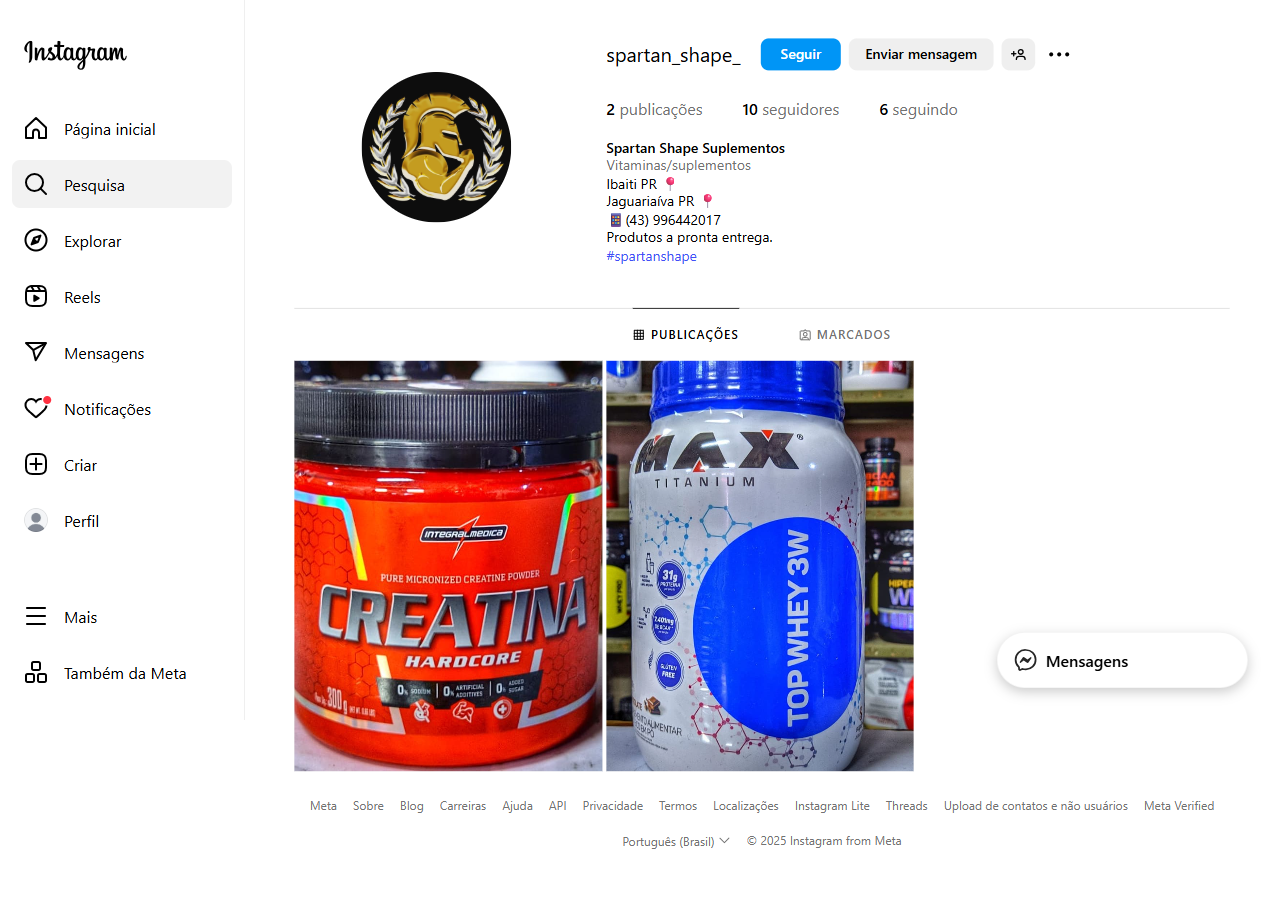 Instagram
Página inicial
Pesquisa
Explorar
Reels
Mensagens
Notificações
Criar
Perfil
Mais
Também da Meta
spartan_shape_ Seguir Enviar mensagem
2 publicações 10 seguidores 6 seguindo
Spartan Shape Suplementos
Vitaminas/suplementos
Ibaiti PR 📍
Jaguariaíva PR 📍
(43) 996442017
Produtos a pronta entrega.
#spartanshape
PUBLICAÇÕES MARCADOS
INTEGRALMEDICA
PURE MICRONIZED CREATINE POWDER
CREATINA
HARDCORE
0% SODIUM 0% ARTIFICIAL ADDITIVES 0% ADDED SUGAR
300g
MAX
TITANIUM
31g
PROTEÍNA
GLÚTEN
FREE
TOP WHEY 3W
Mensagens
Meta Sobre Blog Carreiras Ajuda API Privacidade Termos Localizações Instagram Lite Threads Upload de contatos e não usuários Meta Verified
Português (Brasil) © 2025 Instagram from Meta